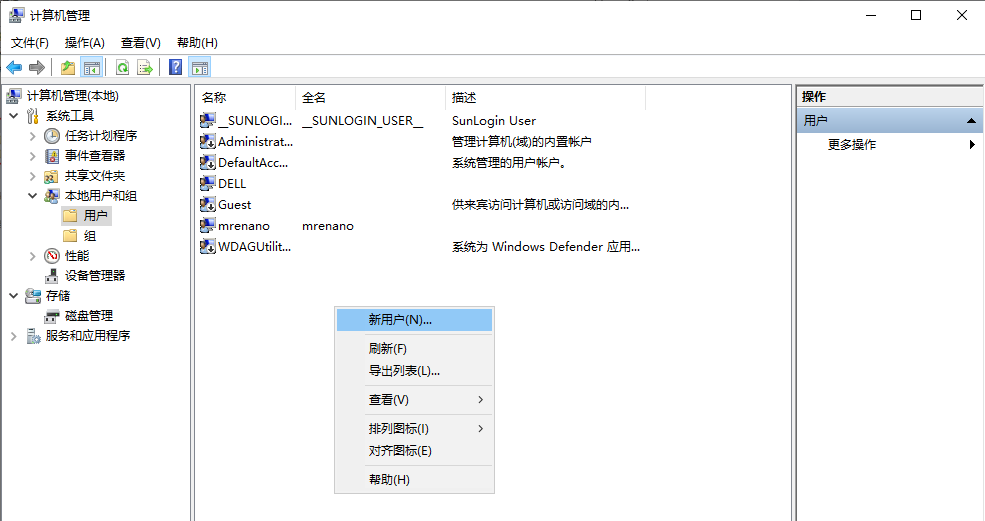 计算机管理
文件(F) 操作(A) 查看(V) 帮助(H)
计算机管理(本地)
系统工具
任务计划程序
事件查看器
共享文件夹
本地用户和组
用户
组
性能
设备管理器
存储
磁盘管理
服务和应用程序
名称 全名 描述
__SUNLOGI... __SUNLOGIN_USER__ SunLogin User
Administrat... 管理计算机(域)的内置帐户
DefaultAcc... 系统管理的用户帐户。
DELL
Guest 供来宾访问计算机或访问域的内...
mrenano mrenano
WDAGUtilit... 系统为 Windows Defender 应用...
新用户(N)...
刷新(F)
导出列表(L)...
查看(V)
排列图标(I)
对齐图标(E)
帮助(H)
操作
用户
更多操作